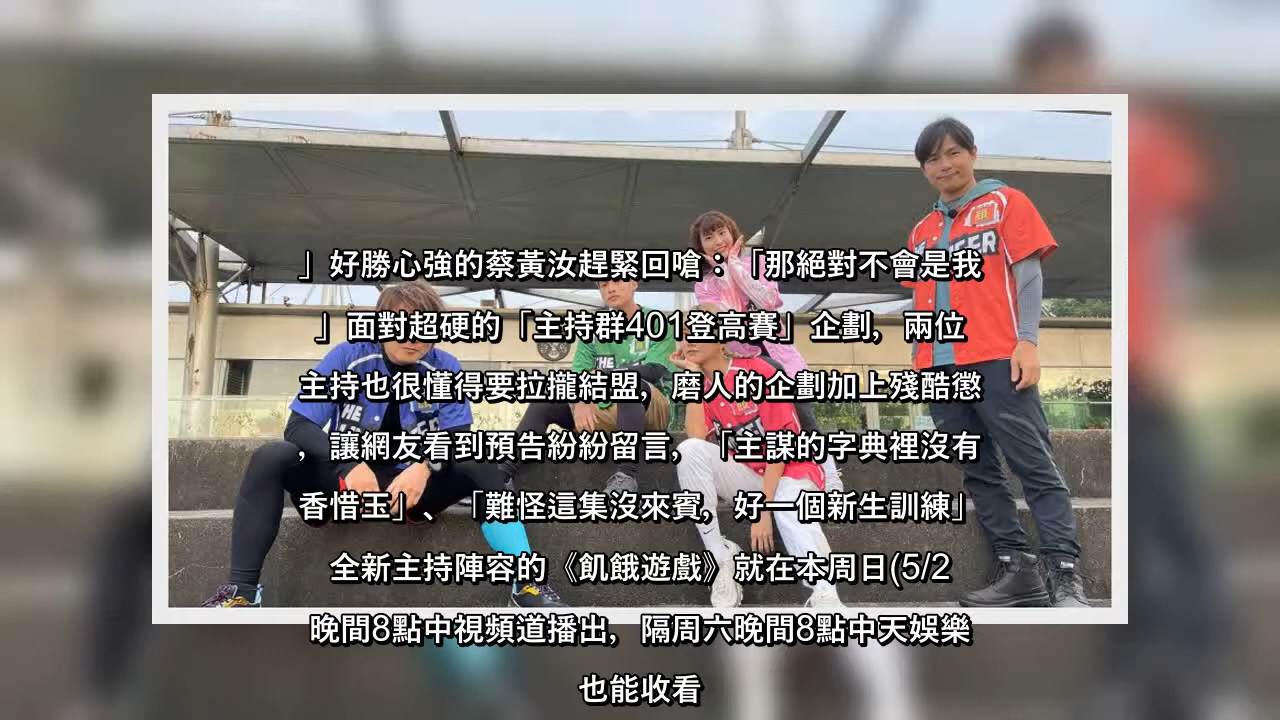 」好勝心強的蔡黃汝趕緊回嗆：「那絕對不會是我
」面對超硬的「主持群401登高賽」企劃，兩位
主持也很懂得要拉攏結盟，磨人的企劃加上殘酷懲
，讓網友看到預告紛紛留言，「主謀的字典裡沒有
香惜玉」、「難怪這集沒來賓，好一個新生訓練」
全新主持陣容的《飢餓遊戲》就在本周日(5/2
晚間8點中視頻道播出，隔周六晚間8點中天娛樂
也能收看
THE
THE